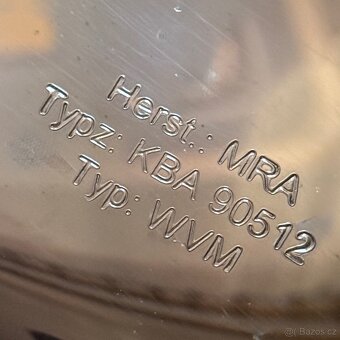 Herst.: MRA
Typz: KBA 90512
Typ: WVM
Bazos.cz